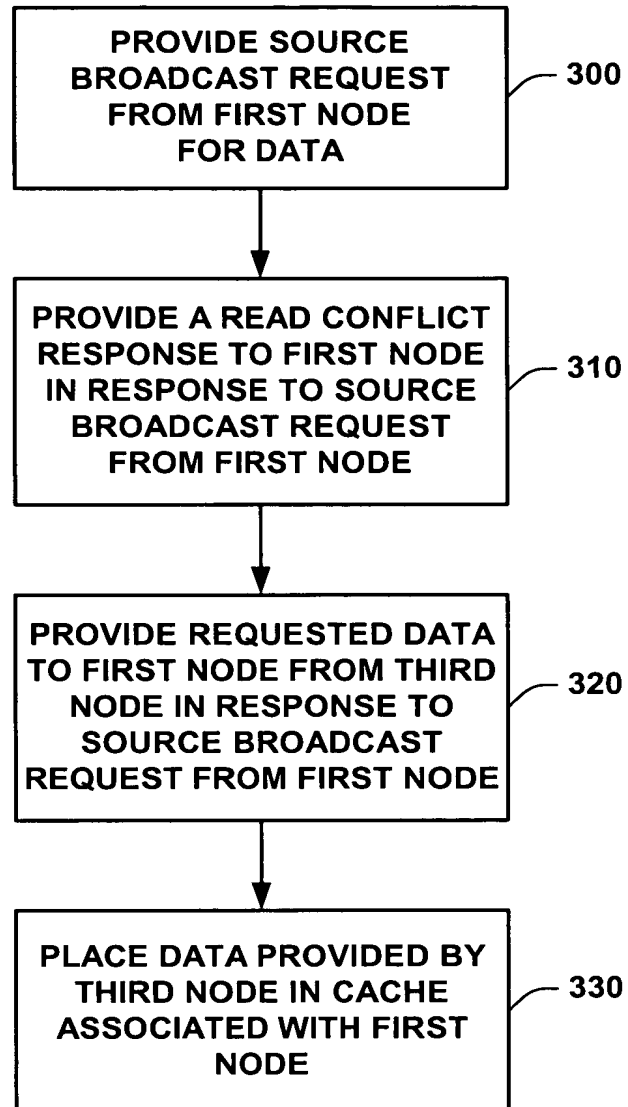 PROVIDE SOURCE
BROADCAST REQUEST
FROM FIRST NODE
FOR DATA
300
PROVIDE A READ CONFLICT
RESPONSE TO FIRST NODE
IN RESPONSE TO SOURCE
BROADCAST REQUEST
FROM FIRST NODE
310
PROVIDE REQUESTED DATA
TO FIRST NODE FROM THIRD
NODE IN RESPONSE TO
SOURCE BROADCAST
REQUEST FROM FIRST NODE
320
PLACE DATA PROVIDED BY
THIRD NODE IN CACHE
ASSOCIATED WITH FIRST
NODE
330